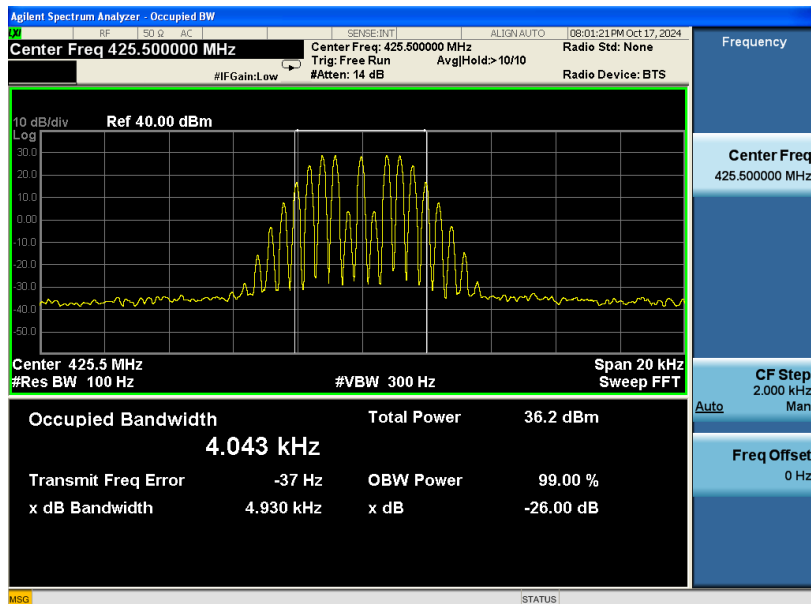 Agilent Spectrum Analyzer - Occupied BW
LXI RF 50 Ω AC SENSE:INT ALIGN AUTO 08:01:21 PM Oct 17, 2024
Center Freq 425.500000 MHz
Center Freq: 425.500000 MHz
Radio Std: None
Trig: Free Run Avg|Hold:> 10/10
#IFGain:Low #Atten: 14 dB Radio Device: BTS
10 dB/div Ref 40.00 dBm
Log
30.0
20.0
10.0
0.00
-10.0
-20.0
-30.0
-40.0
-50.0
Center 425.5 MHz Span 20 kHz
#Res BW 100 Hz #VBW 300 Hz Sweep FFT
Occupied Bandwidth Total Power 36.2 dBm
4.043 kHz
Transmit Freq Error -37 Hz OBW Power 99.00 %
x dB Bandwidth 4.930 kHz x dB -26.00 dB
MSG STATUS
Frequency
Center Freq
425.500000 MHz
CF Step
2.000 kHz
Auto Man
Freq Offset
0 Hz